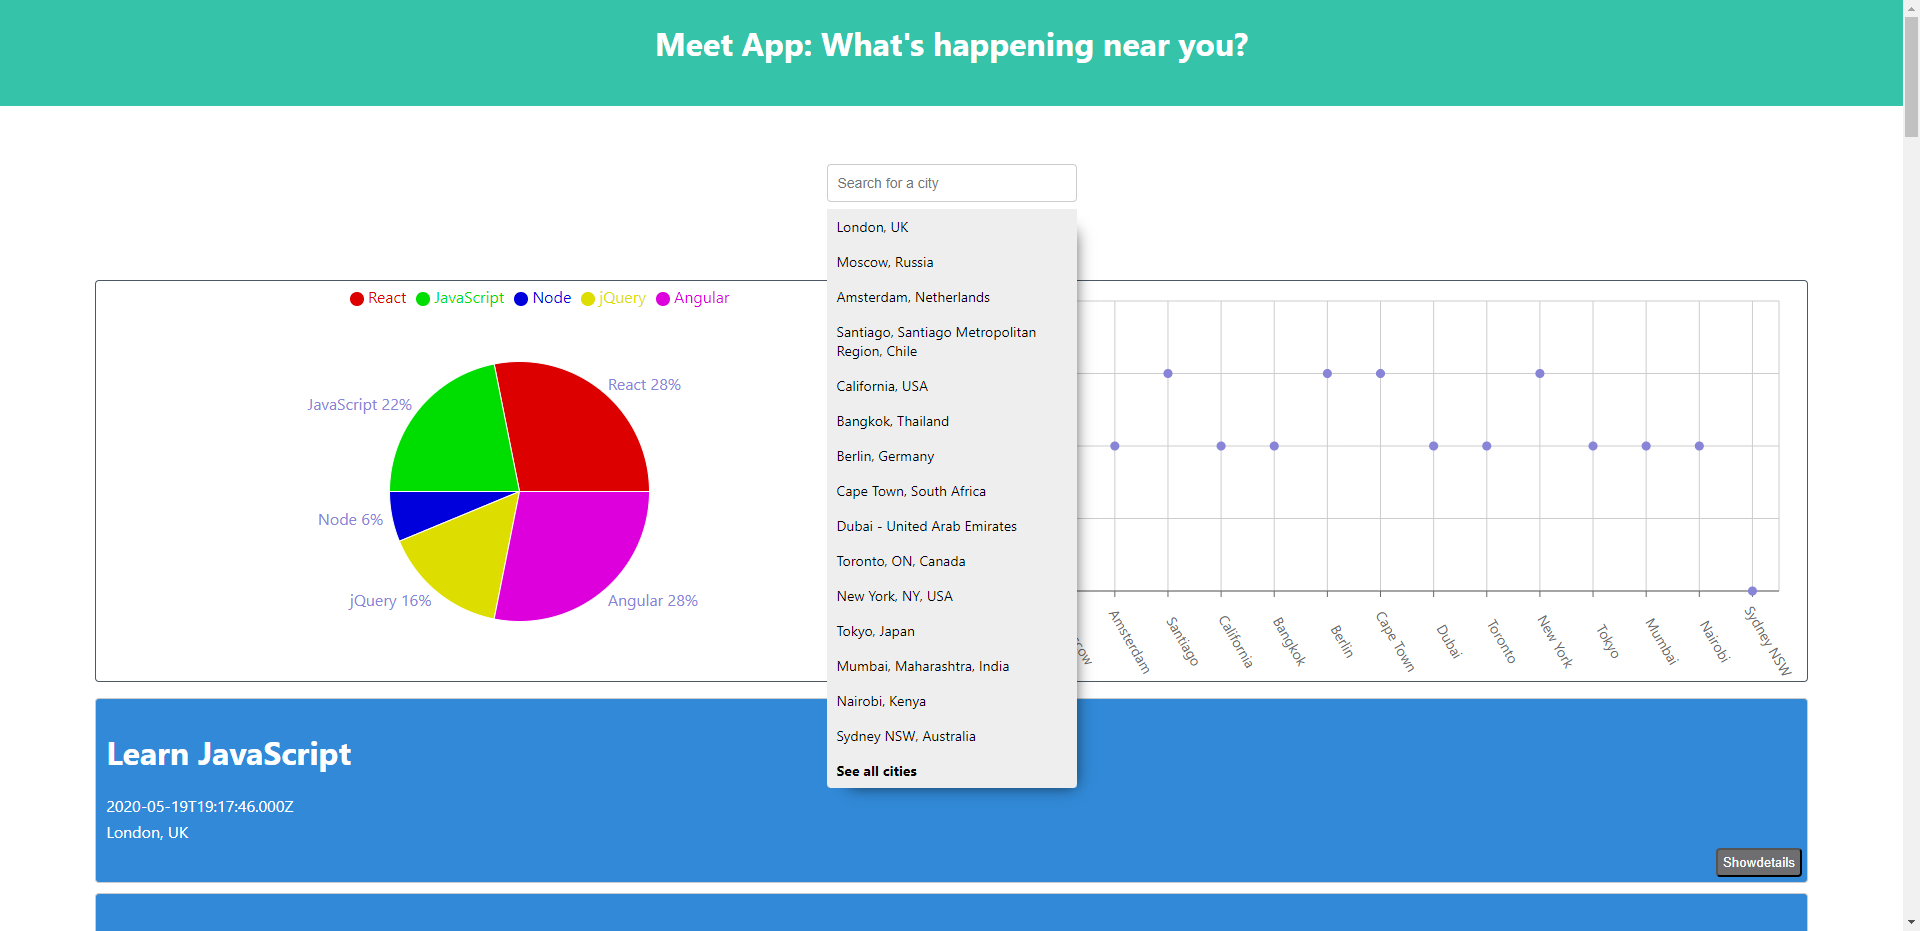 Meet App: What's happening near you?
Search for a city
London, UK
Moscow, Russia
Amsterdam, Netherlands
Santiago, Santiago Metropolitan
Region, Chile
California, USA
Bangkok, Thailand
Berlin, Germany
Cape Town, South Africa
Dubai - United Arab Emirates
Toronto, ON, Canada
New York, NY, USA
Tokyo, Japan
Mumbai, Maharashtra, India
Nairobi, Kenya
Sydney NSW, Australia
See all cities
React JavaScript Node jQuery Angular
React 28%
JavaScript 22%
Node 6%
jQuery 16%
Angular 28%
Amsterdam
Santiago
California
Bangkok
Berlin
Cape Town
Dubai
Toronto
New York
Tokyo
Mumbai
Nairobi
Sydney NSW
Learn JavaScript
2020-05-19T19:17:46.000Z
London, UK
Showdetails